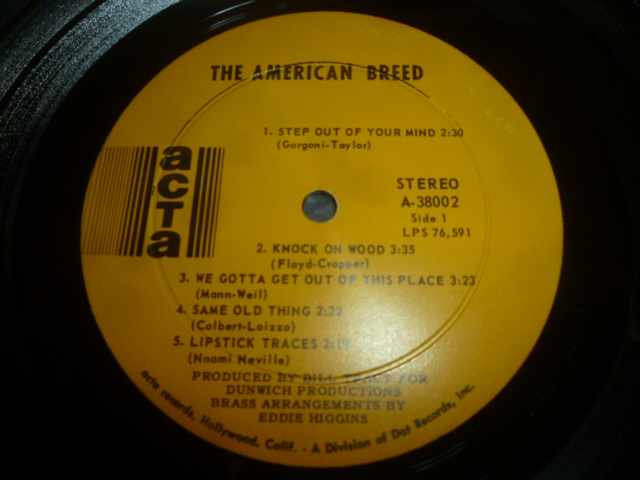 THE AMERICAN BREED
1. STEP OUT OF YOUR MIND 2:30
(Gorgoni-Taylor)
acta
STEREO
A-38002
Side 1
LPS 76,591
2. KNOCK ON WOOD 3:35
(Floyd-Cropper)
3. WE GOTTA GET OUT OF THIS PLACE 3:23
(Mann-Weil)
4. SAME OLD THING 2:22
(Colbert-Loizzo)
5. LIPSTICK TRACES 2:19
(Naomi Neville)
PRODUCED BY BILL TRAUT FOR
DUNWICH PRODUCTIONS
BRASS ARRANGEMENTS BY
EDDIE HIGGINS
acta records, Hollywood, Calif. - A Division of Dot Records, Inc.